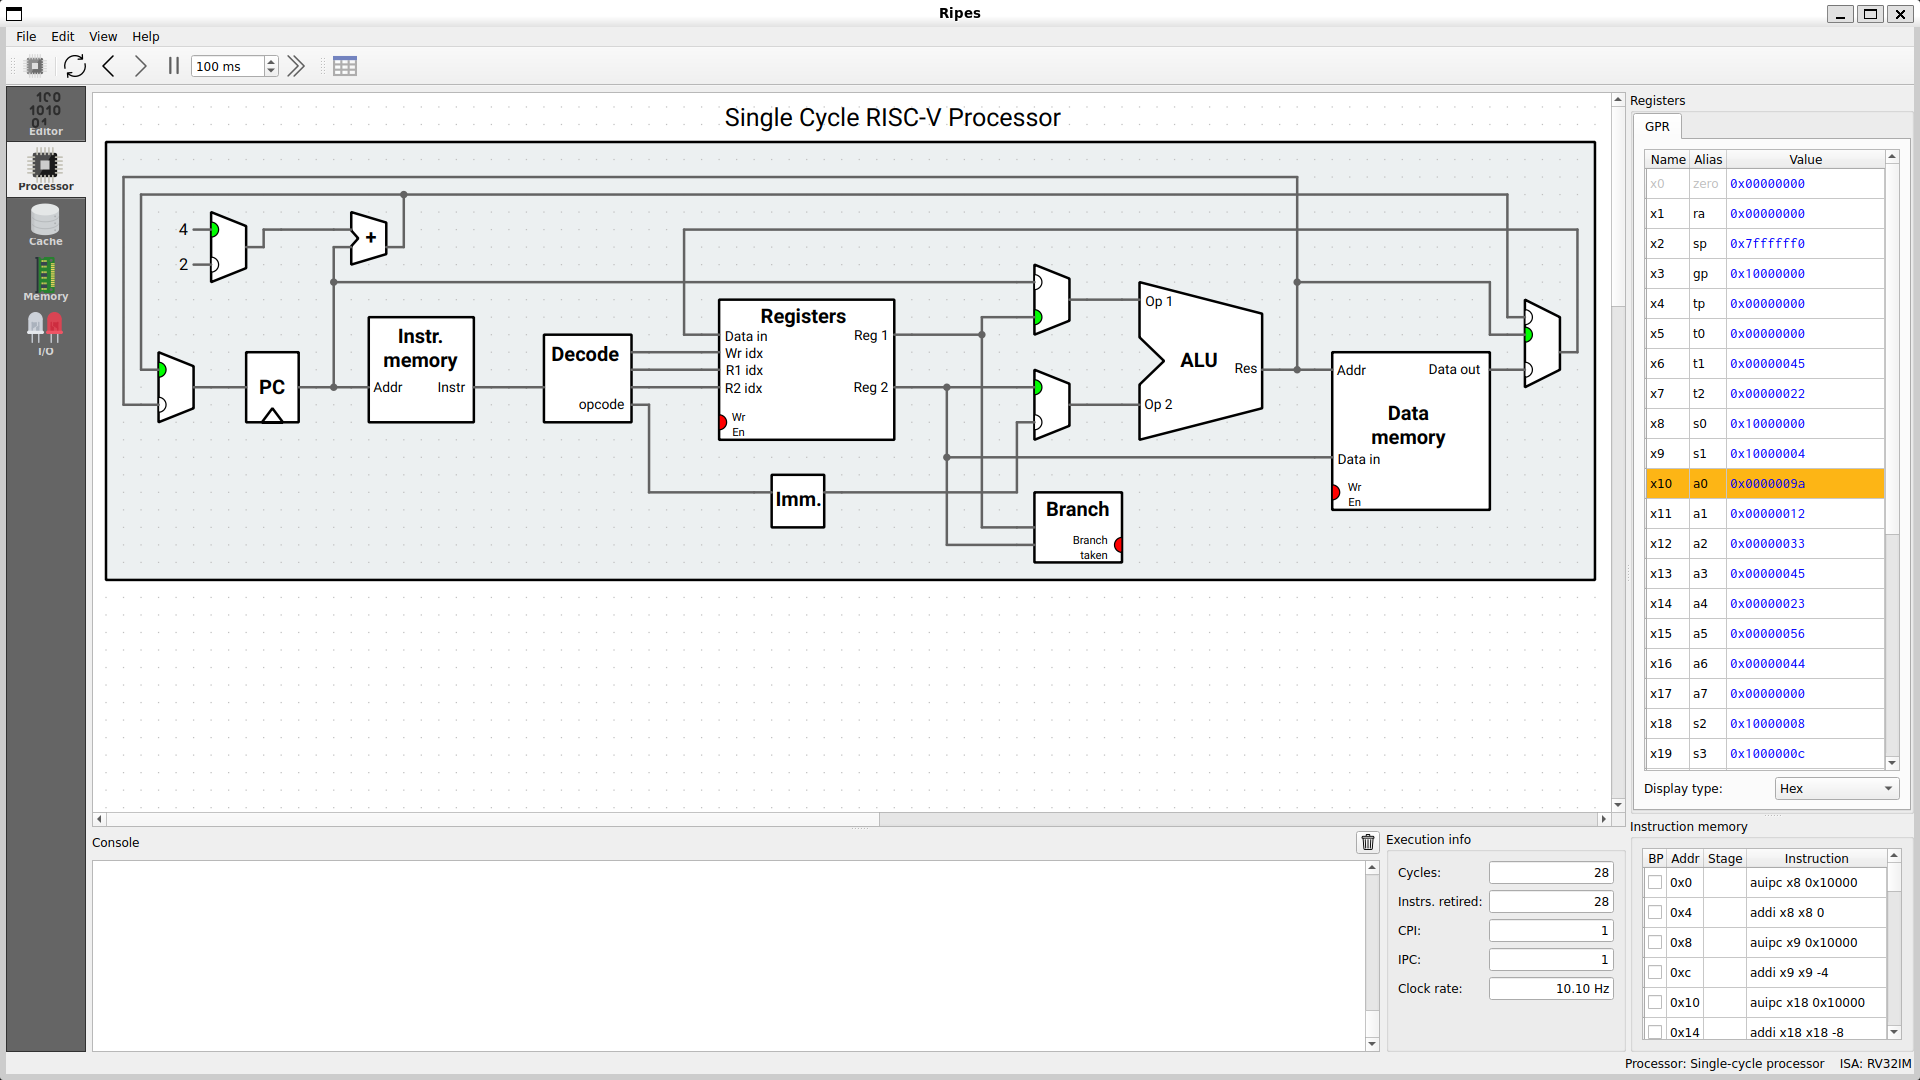 Ripes
File Edit View Help
100 ms
Editor
Processor
Cache
Memory
I/O
Single Cycle RISC-V Processor
4
2
+
PC
Instr. memory
Addr Instr
Decode
opcode
Registers
Data in Reg 1
Wr idx
R1 idx
R2 idx Reg 2
Wr En
Imm.
Op 1
ALU
Res
Op 2
Branch
Branch taken
Addr Data out
Data memory
Data in
Wr En
Registers
GPR
Name Alias Value
x0 zero 0x00000000
x1 ra 0x00000000
x2 sp 0x7ffffff0
x3 gp 0x10000000
x4 tp 0x00000000
x5 t0 0x00000000
x6 t1 0x00000045
x7 t2 0x00000022
x8 s0 0x10000000
x9 s1 0x10000004
x10 a0 0x0000009a
x11 a1 0x00000012
x12 a2 0x00000033
x13 a3 0x00000045
x14 a4 0x00000023
x15 a5 0x00000056
x16 a6 0x00000044
x17 a7 0x00000000
x18 s2 0x10000008
x19 s3 0x1000000c
Display type: Hex
Console
Execution info
Cycles: 28
Instrs. retired: 28
CPI: 1
IPC: 1
Clock rate: 10.10 Hz
Instruction memory
BP Addr Stage Instruction
0x0 auipc x8 0x10000
0x4 addi x8 x8 0
0x8 auipc x9 0x10000
0xc addi x9 x9 -4
0x10 auipc x18 0x10000
0x14 addi x18 x18 -8
Processor: Single-cycle processor ISA: RV32IM